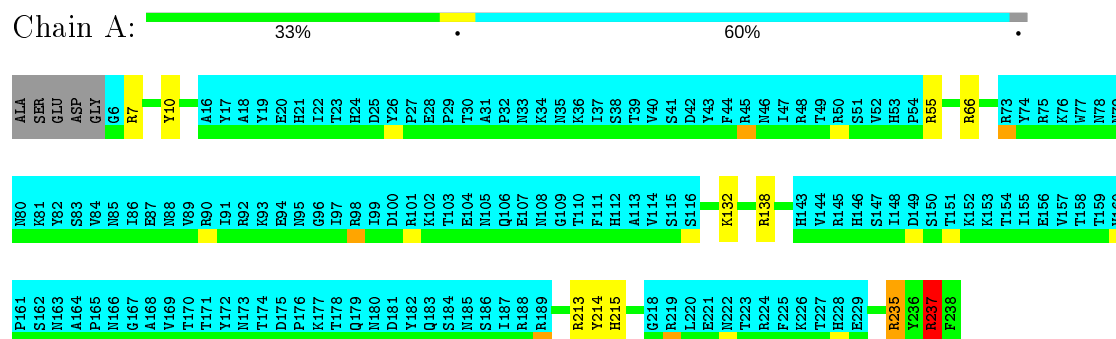 Chain A:
33%
60%
ALA SER GLU ASP GLY G6 R7 Y10 A16 Y17 A18 Y19 E20 H21 I22 T23 H24 D25 Y26 P27 E28 P29 T30 A31 P32 N33 K34 N35 K36 I37 S38 T39 V40 S41 D42 Y43 F44 R45 N46 I47 R48 T49 R50 S51 V52 H53 P54 R55 R66 R73 Y74 R75 K76 W77 N78
N80 K81 Y82 S83 V84 N85 I86 E87 N88 V89 R90 I91 R92 K93 E94 N95 G96 I97 R98 I99 D100 R101 K102 T103 E104 N105 Q106 E107 N108 G109 T110 F111 H112 A113 V114 S115 S116 K132 R138 H143 V144 R145 H146 S147 I148 D149 S150 T151 K152 K153 T154 I155 E156 V157 T158 T159
P161 S162 N163 A164 P165 N166 G167 A168 V169 T170 T171 Y172 N173 T174 D175 P176 K177 T178 Q179 N180 D181 Y182 Q183 S184 N185 S186 I187 R188 R189 R213 Y214 H215 G218 R219 L220 E221 N222 T223 R224 F225 K226 T227 H228 E229 R235 Y236 R237 F238